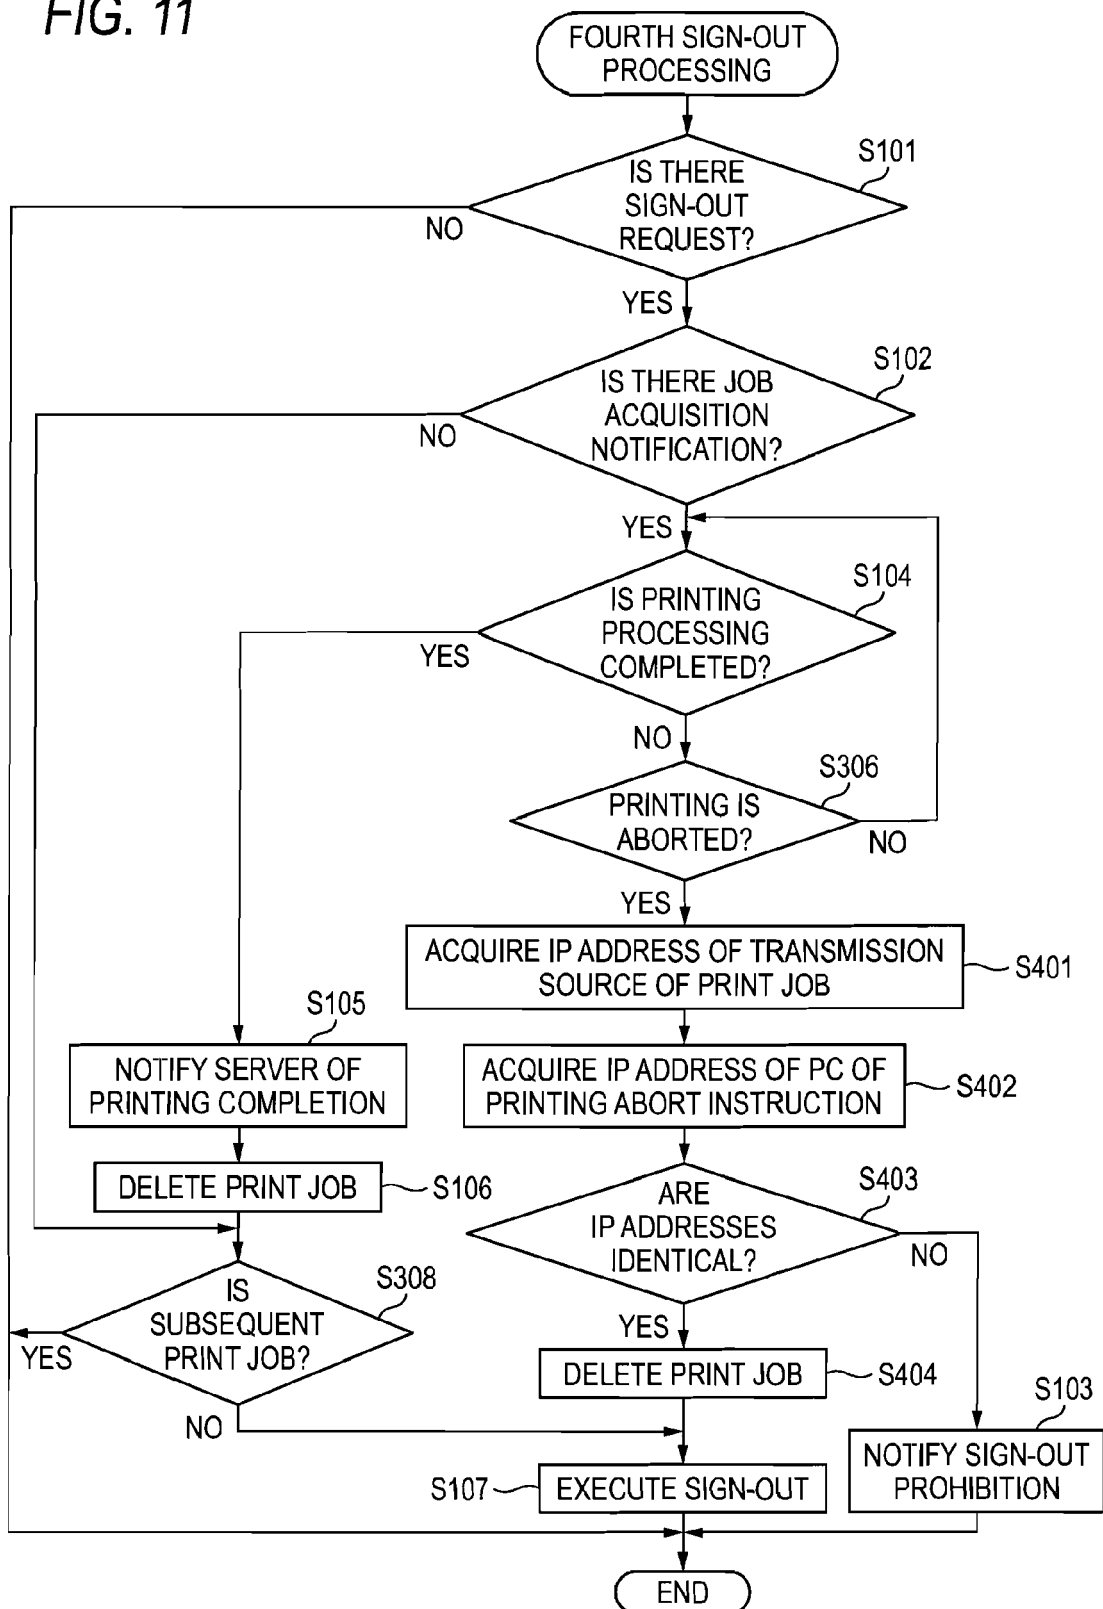 FIG. 11
FOURTH SIGN-OUT
PROCESSING
S101
IS THERE
SIGN-OUT
REQUEST?
NO
YES
S102
IS THERE JOB
ACQUISITION
NOTIFICATION?
NO
YES
S104
IS PRINTING
PROCESSING
COMPLETED?
YES
NO
S306
PRINTING IS
ABORTED?
NO
YES
ACQUIRE IP ADDRESS OF TRANSMISSION
SOURCE OF PRINT JOB
S401
S105
NOTIFY SERVER OF
PRINTING COMPLETION
ACQUIRE IP ADDRESS OF PC OF
PRINTING ABORT INSTRUCTION
S402
DELETE PRINT JOB
S106
S403
ARE
IP ADDRESSES
IDENTICAL?
NO
YES
S308
IS
SUBSEQUENT
PRINT JOB?
YES
NO
DELETE PRINT JOB
S404
S103
NOTIFY SIGN-OUT
PROHIBITION
S107
EXECUTE SIGN-OUT
END